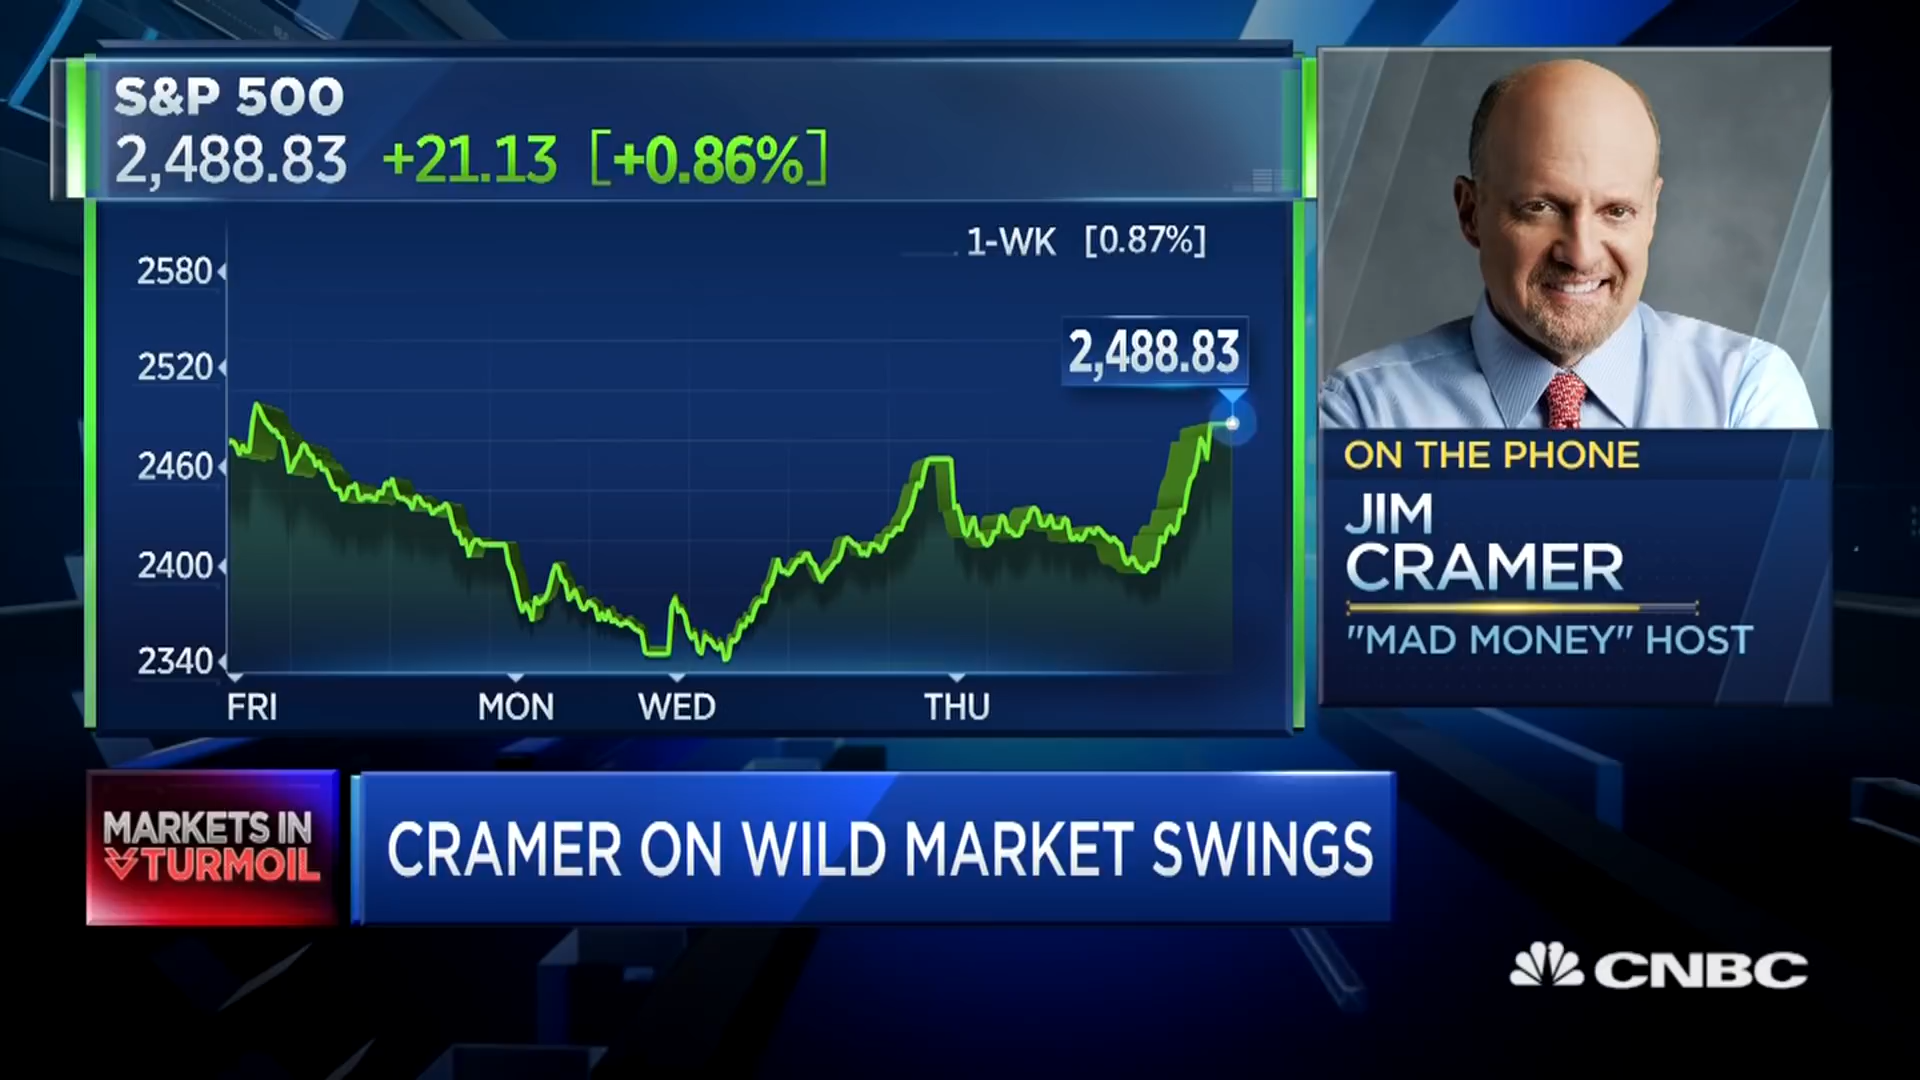 S&P 500
2,488.83 +21.13 [+0.86%]
1-WK [0.87%]
2580
2520
2460
2400
2340
2,488.83
FRI MON WED THU
ON THE PHONE
JIM
CRAMER
"MAD MONEY" HOST
MARKETS IN
TURMOIL
CRAMER ON WILD MARKET SWINGS
CNBC